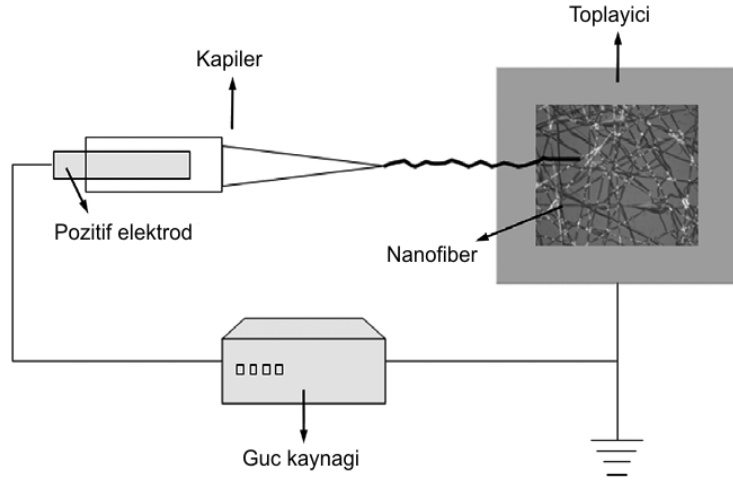 Toplayici
Kapiler
Pozitif elektrod
Nanofiber
Guc kaynagi